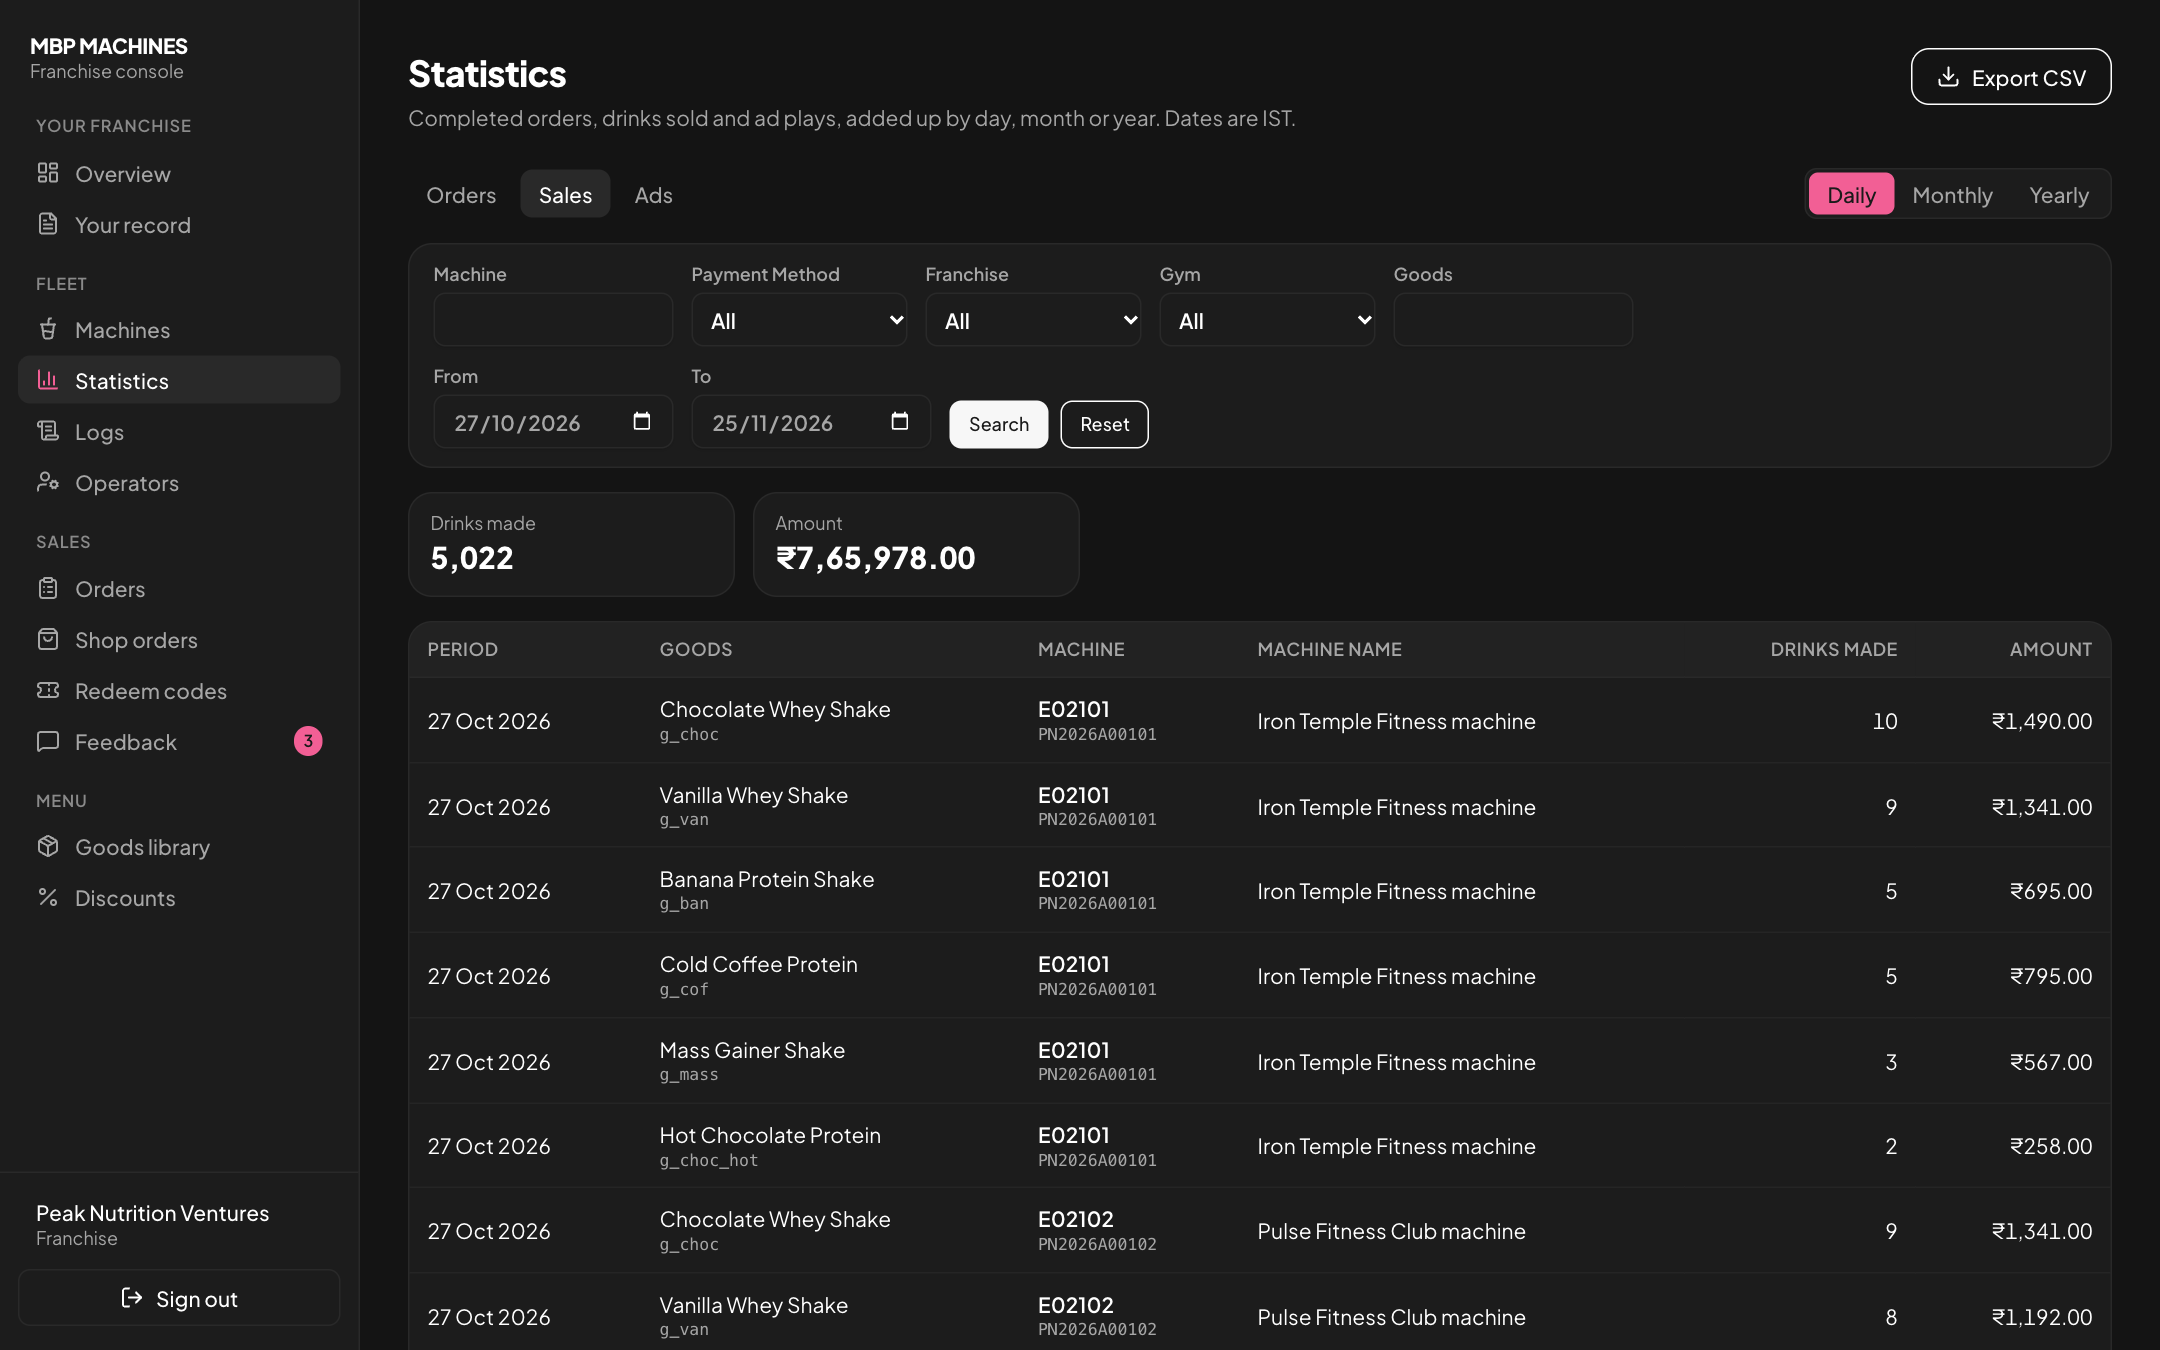 MBP MACHINES
Franchise console
YOUR FRANCHISE
Overview
Your record
FLEET
Machines
Statistics
Logs
Operators
SALES
Orders
Shop orders
Redeem codes
Feedback 3
MENU
Goods library
Discounts
Peak Nutrition Ventures
Franchise
Sign out
Statistics
Export CSV
Completed orders, drinks sold and ad plays, added up by day, month or year. Dates are IST.
Orders Sales Ads
Daily Monthly Yearly
Machine Payment Method Franchise Gym Goods
All All All
From To
27/10/2026 25/11/2026 Search Reset
Drinks made
5,022
Amount
₹7,65,978.00
PERIOD GOODS MACHINE MACHINE NAME DRINKS MADE AMOUNT
27 Oct 2026 Chocolate Whey Shake E02101 Iron Temple Fitness machine 10 ₹1,490.00
g_choc PN2026A00101
27 Oct 2026 Vanilla Whey Shake E02101 Iron Temple Fitness machine 9 ₹1,341.00
g_van PN2026A00101
27 Oct 2026 Banana Protein Shake E02101 Iron Temple Fitness machine 5 ₹695.00
g_ban PN2026A00101
27 Oct 2026 Cold Coffee Protein E02101 Iron Temple Fitness machine 5 ₹795.00
g_cof PN2026A00101
27 Oct 2026 Mass Gainer Shake E02101 Iron Temple Fitness machine 3 ₹567.00
g_mass PN2026A00101
27 Oct 2026 Hot Chocolate Protein E02101 Iron Temple Fitness machine 2 ₹258.00
g_choc_hot PN2026A00101
27 Oct 2026 Chocolate Whey Shake E02102 Pulse Fitness Club machine 9 ₹1,341.00
g_choc PN2026A00102
27 Oct 2026 Vanilla Whey Shake E02102 Pulse Fitness Club machine 8 ₹1,192.00
g_van PN2026A00102